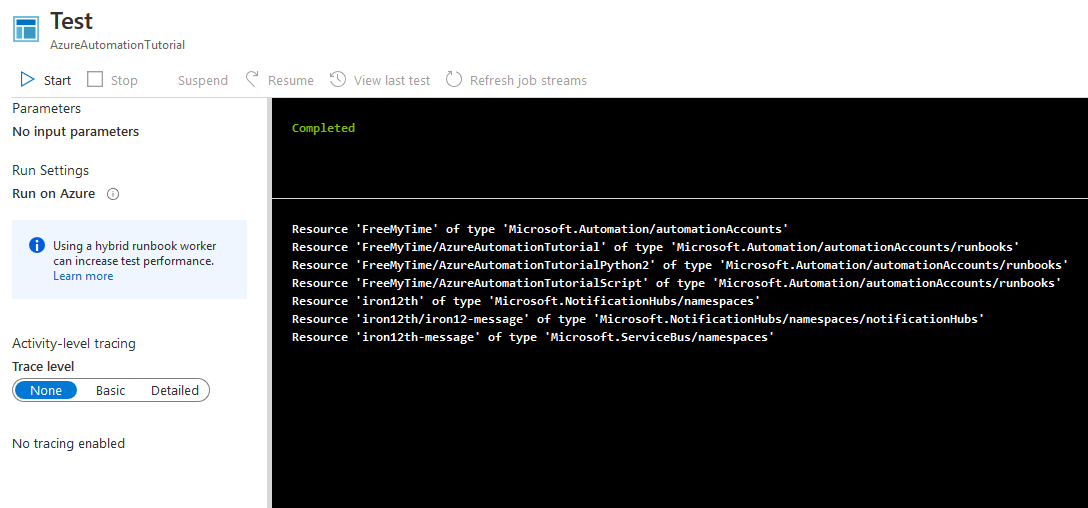 Test
AzureAutomationTutorial
Start Stop Suspend Resume View last test Refresh job streams
Parameters
No input parameters
Run Settings
Run on Azure
Using a hybrid runbook worker
can increase test performance.
Learn more
Activity-level tracing
Trace level
None Basic Detailed
No tracing enabled
Completed
Resource 'FreeMyTime' of type 'Microsoft.Automation/automationAccounts'
Resource 'FreeMyTime/AzureAutomationTutorial' of type 'Microsoft.Automation/automationAccounts/runbooks'
Resource 'FreeMyTime/AzureAutomationTutorialPython2' of type 'Microsoft.Automation/automationAccounts/runbooks'
Resource 'FreeMyTime/AzureAutomationTutorialScript' of type 'Microsoft.Automation/automationAccounts/runbooks'
Resource 'iron12th' of type 'Microsoft.NotificationHubs/namespaces'
Resource 'iron12th/iron12-message' of type 'Microsoft.NotificationHubs/namespaces/notificationHubs'
Resource 'iron12th-message' of type 'Microsoft.ServiceBus/namespaces'